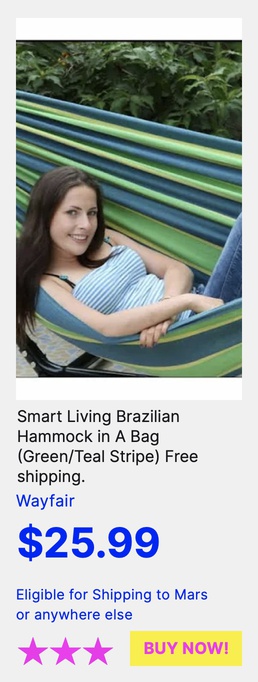 Smart Living Brazilian
Hammock in A Bag
(Green/Teal Stripe) Free
shipping.
Wayfair
$25.99
Eligible for Shipping to Mars
or anywhere else
BUY NOW!